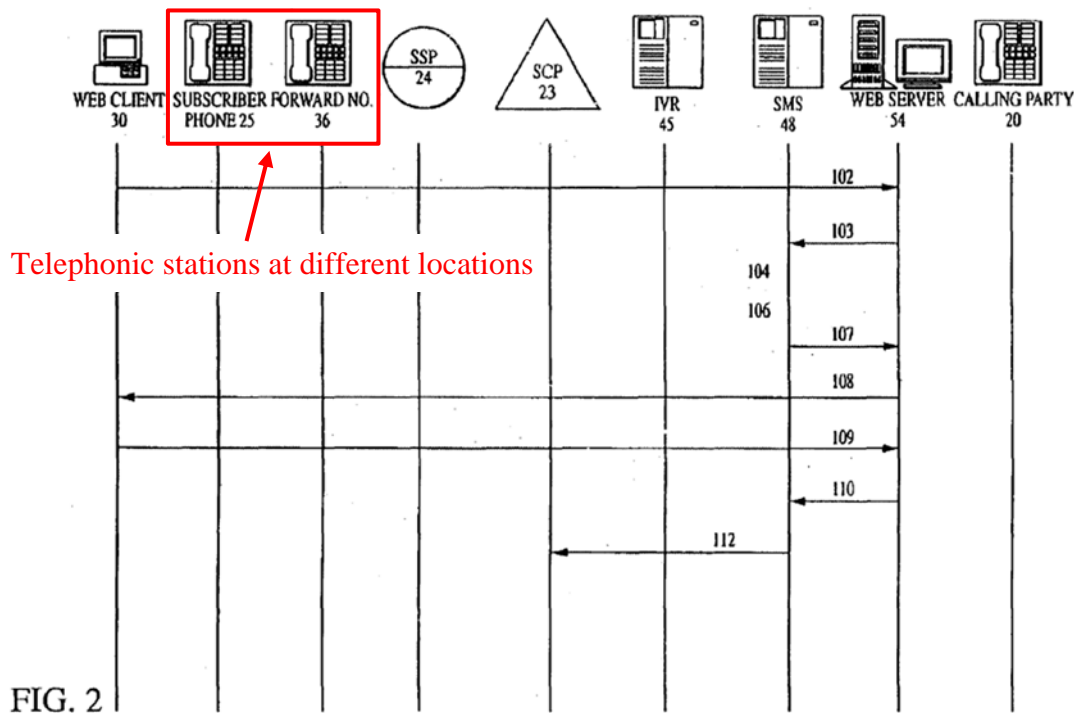 SSP
24
SCP
23
WEB CLIENT
30
SUBSCRIBER
PHONE 25
FORWARD NO.
36
IVR
45
SMS
48
WEB SERVER
54
CALLING PARTY
20
102
103
Telephonic stations at different locations
104
106
107
108
109
110
112
FIG. 2